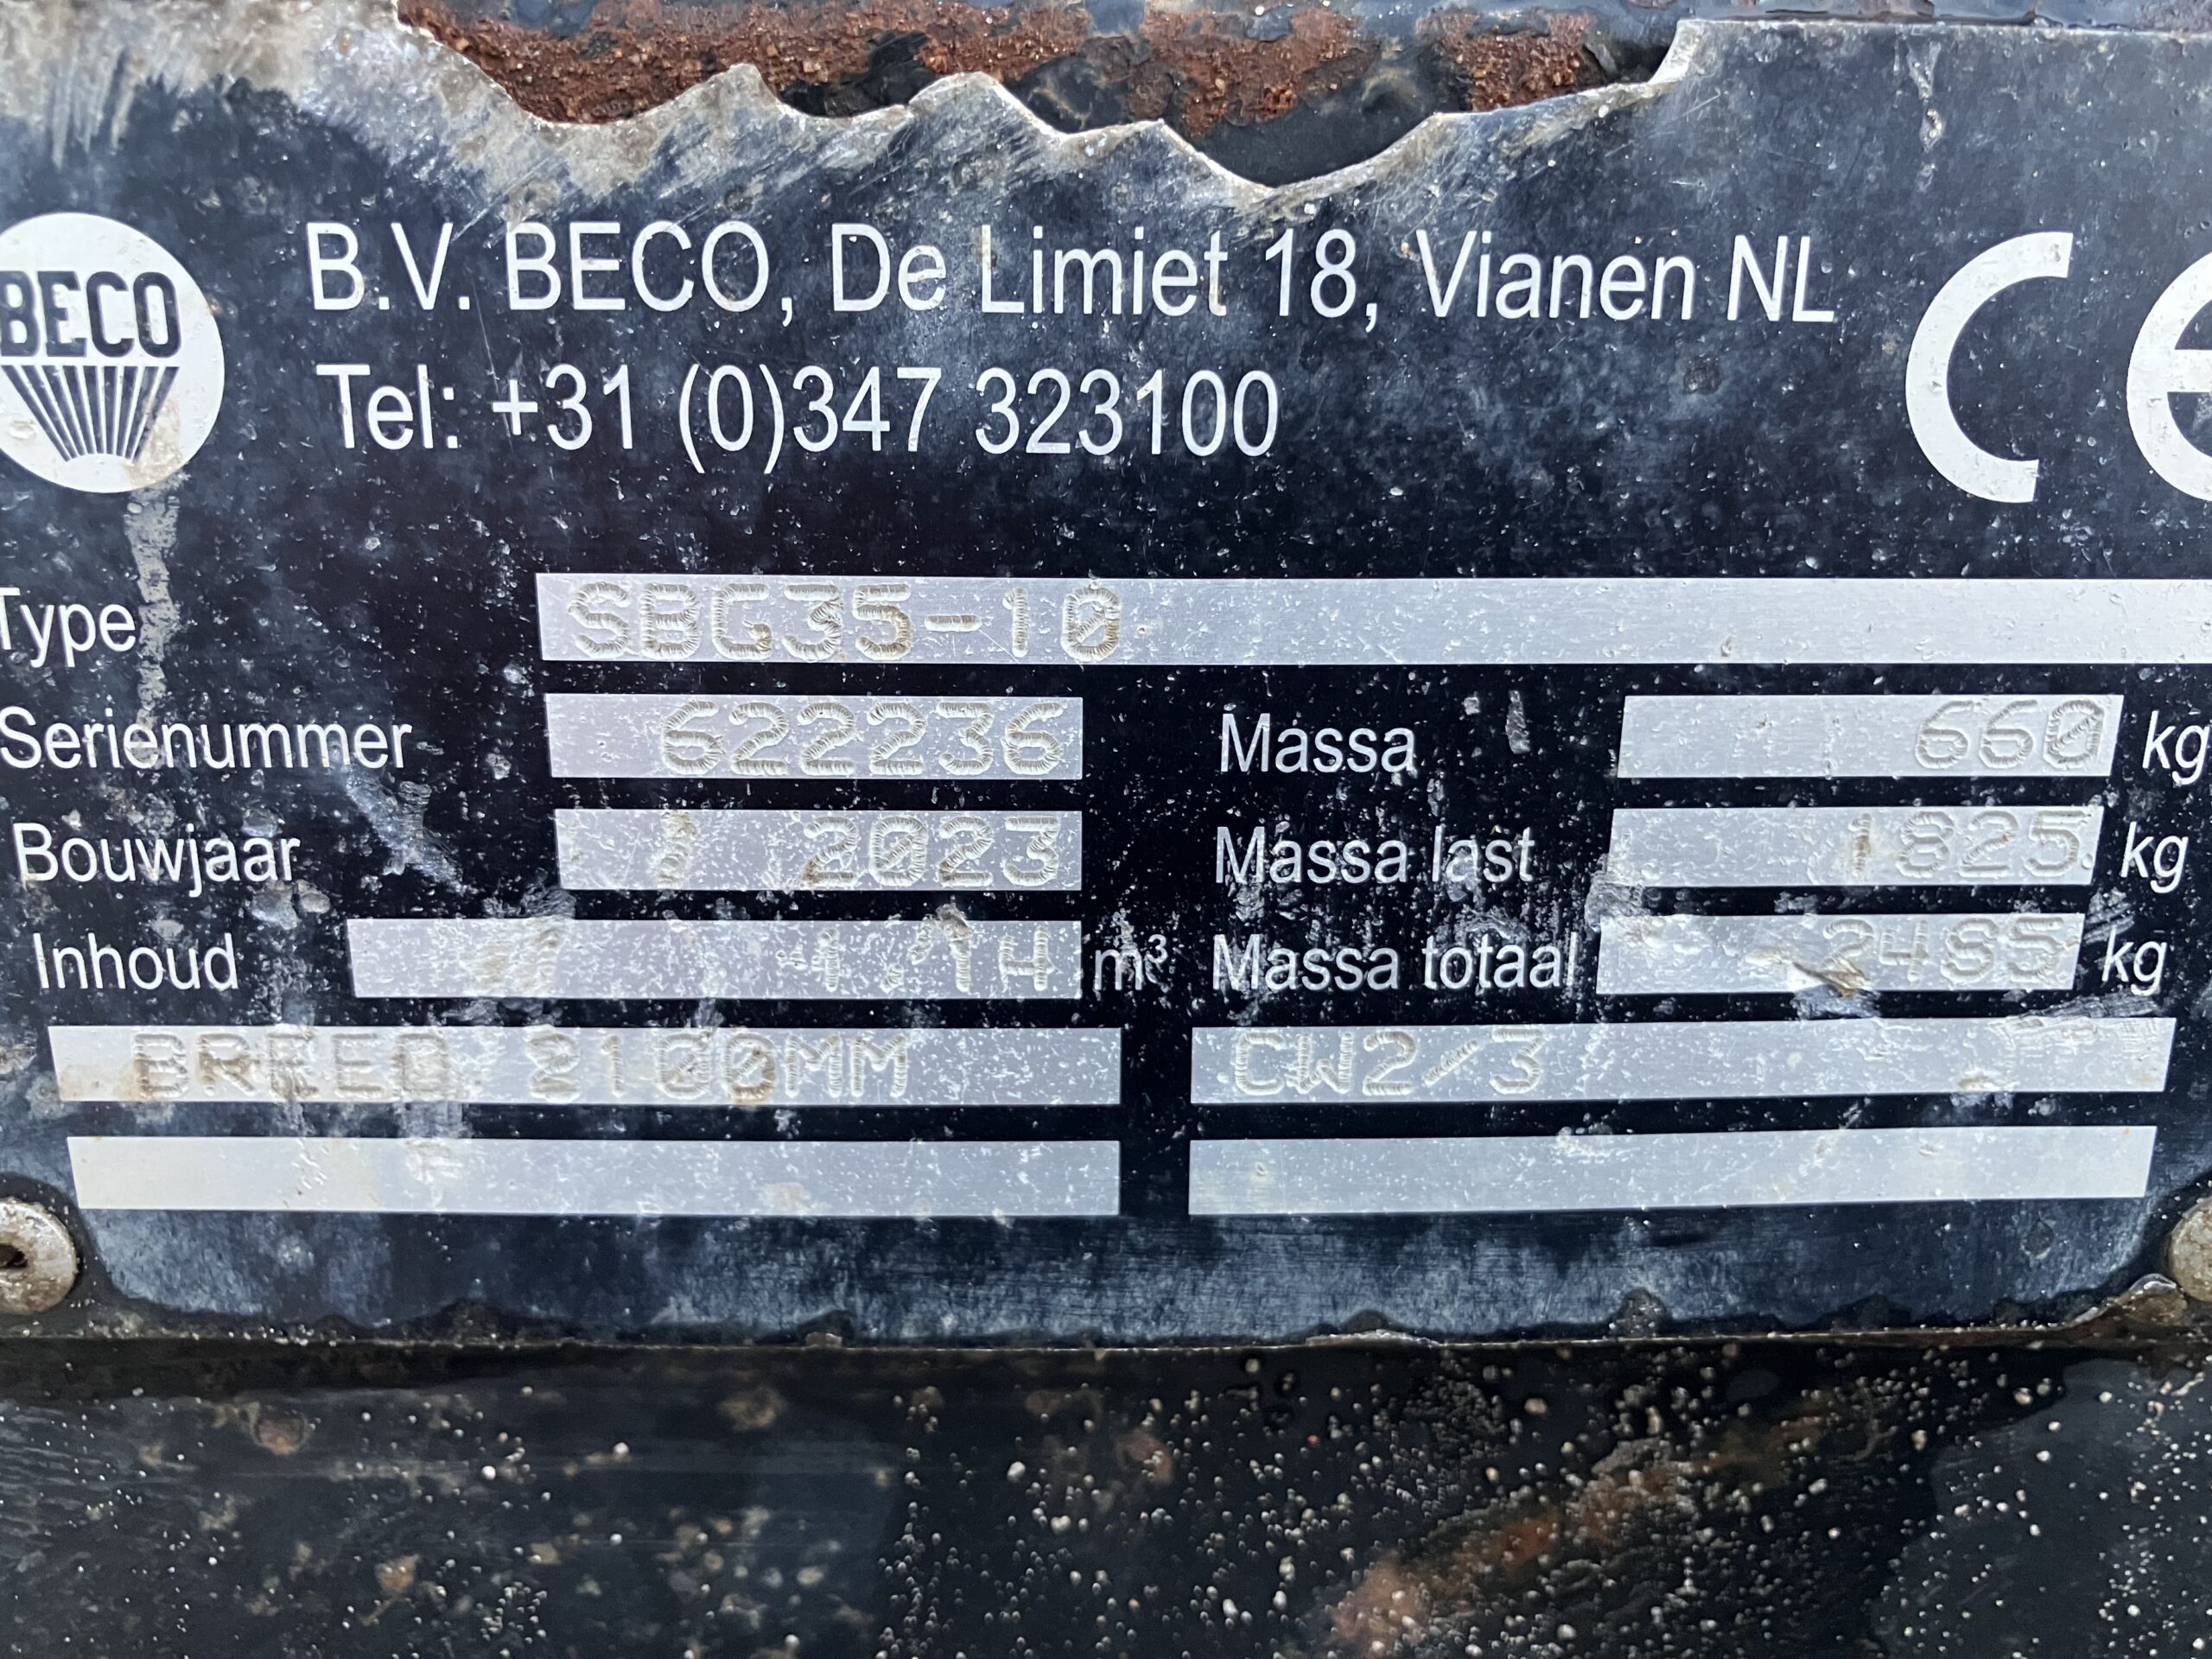 BECO
B.V. BECO, De Limiet 18, Vianen NL
Tel: +31 (0)347 323100
CE
Type SBG35-10
Serienummer 622236 Massa 660 kg
Bouwjaar 2023 Massa last 1825 kg
Inhoud 1.14 m³ Massa totaal 2485 kg
BREED 2100MM CW2/3